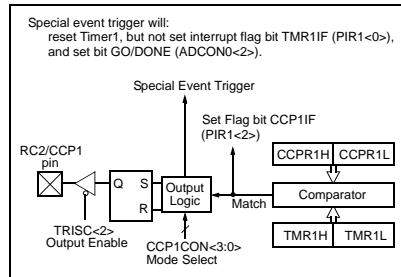 Special event trigger will:
reset Timer1, but not set interrupt flag bit TMR1IF (PIR1<0>),
and set bit GO/DONE (ADCON0<2>).
Special Event Trigger
Set Flag bit CCP1IF
(PIR1<2>)
RC2/CCP1
pin
CCPR1H CCPR1L
Q S
R
Output
Logic
Match
Comparator
TRISC<2>
Output Enable
CCP1CON<3:0>
Mode Select
TMR1H TMR1L